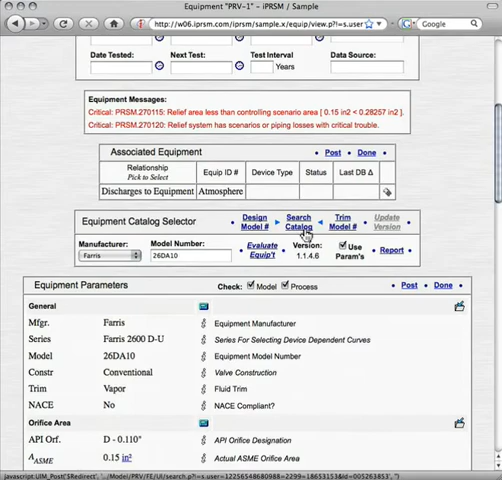 Equipment "PRV-1" — iPRSM / Sample
http://w06.iprsm.com/iprsm/sample.x/equip/view.p?!=s.user
Google
Date Tested: Next Test: Test Interval Data Source:
Years
Equipment Messages:
Critical: PRSM.270115: Relief area less than controlling scenario area [ 0.15 in2 < 0.28257 in2 ].
Critical: PRSM.270120: Relief system has scenarios or piping losses with critical trouble.
Associated Equipment • Post • Done •
Relationship Equip ID # Device Type Status Last DB Δ
Pick to Select
Discharges to Equipment Atmosphere
Equipment Catalog Selector • Design Model # Search Catalog Trim Model # Update Version •
Manufacturer: Model Number: Evaluate Equip't Version: Use Param's • Report •
Farris 26DA10 1.1.4.6
Equipment Parameters Check: Model Process • Post • Done •
General
Mfgr. Farris Equipment Manufacturer
Series Farris 2600 D-U Series For Selecting Device Dependent Curves
Model 26DA10 Equipment Model Number
Constr Conventional Valve Construction
Trim Vapor Fluid Trim
NACE No NACE Compliant?
Orifice Area
API Orf. D - 0.110" API Orifice Designation
A ASME 0.15 in² Actual ASME Orifice Area